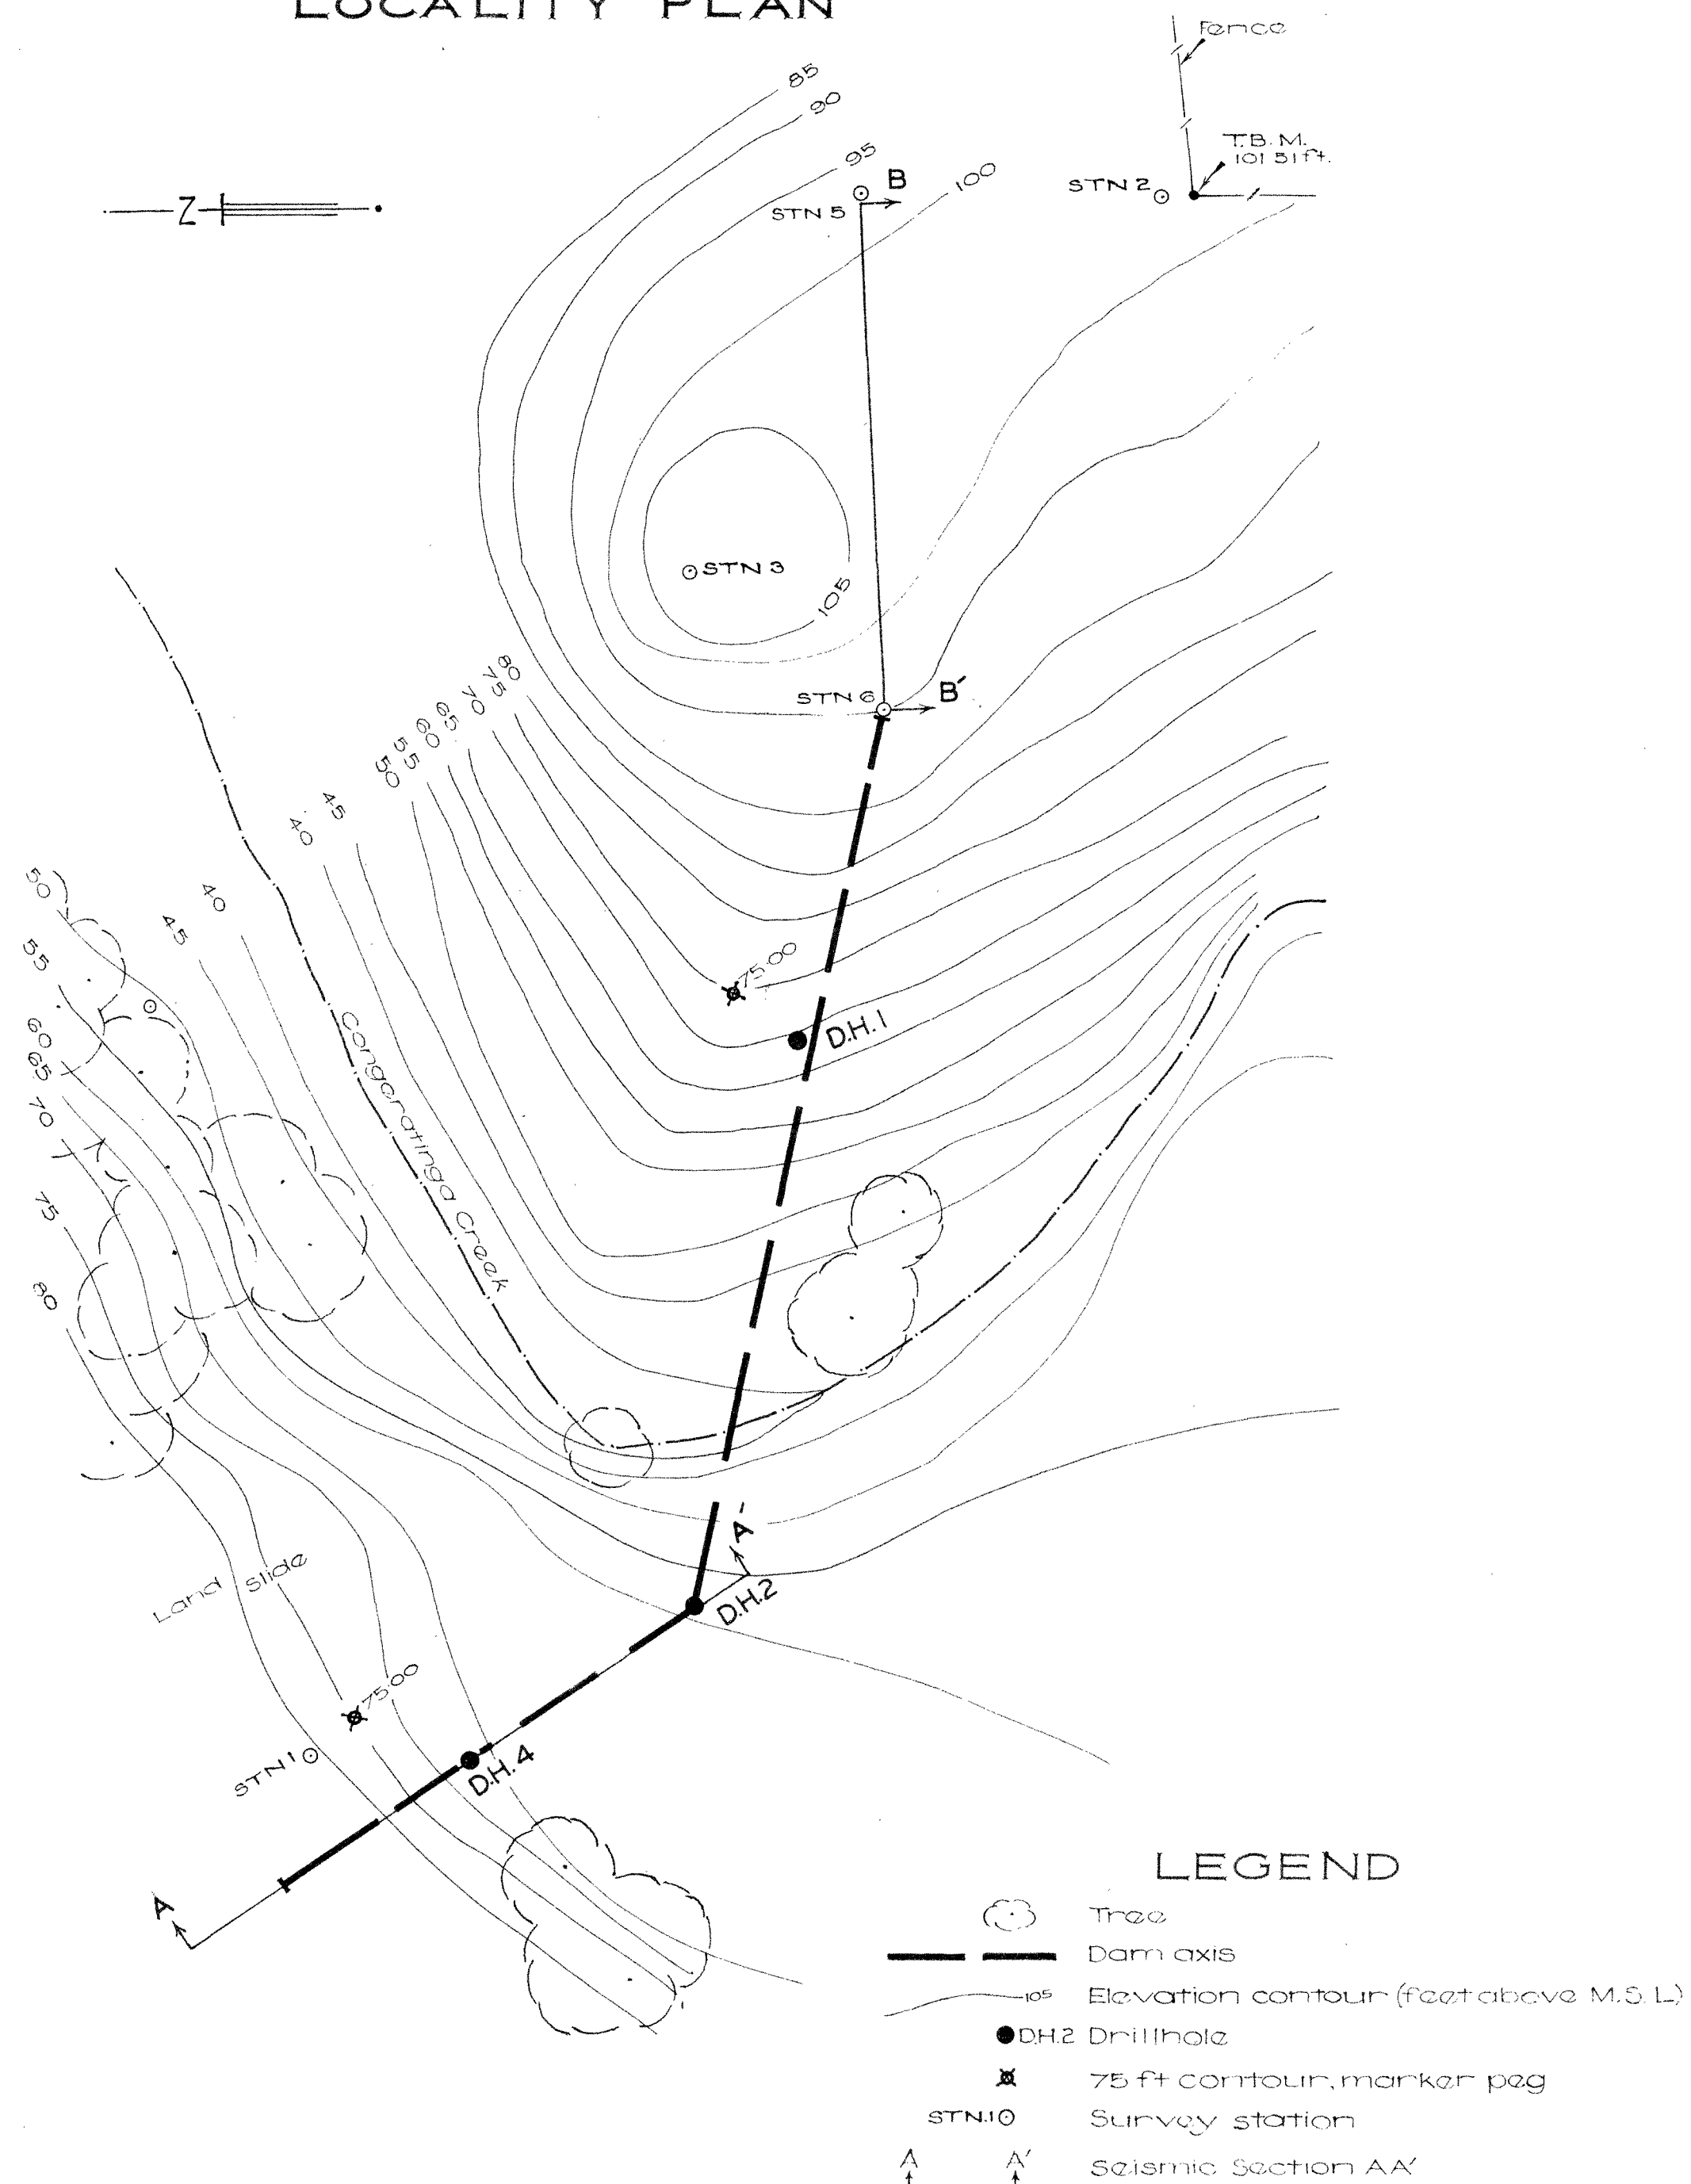 LOCALITY PLAN
Fence
T.B.M.
101 51 ft.
STN 2
85
90
95
100
B
STN 5
N
STN 3
105
STN 6
B′
80
75
70
65
60
55
50
45
40
40
45
50
55
60
65
70
75
80
75·00
D.H.1
Congeratinga Creek
A′
D.H.2
Land slide
75·00
STN 1
D.H. 4
A
LEGEND
Tree
Dam axis
105 Elevation contour (feet above M.S.L)
D.H.2 Drillhole
75 ft contour, marker peg
STN.1 Survey station
A A′ Seismic Section AA′